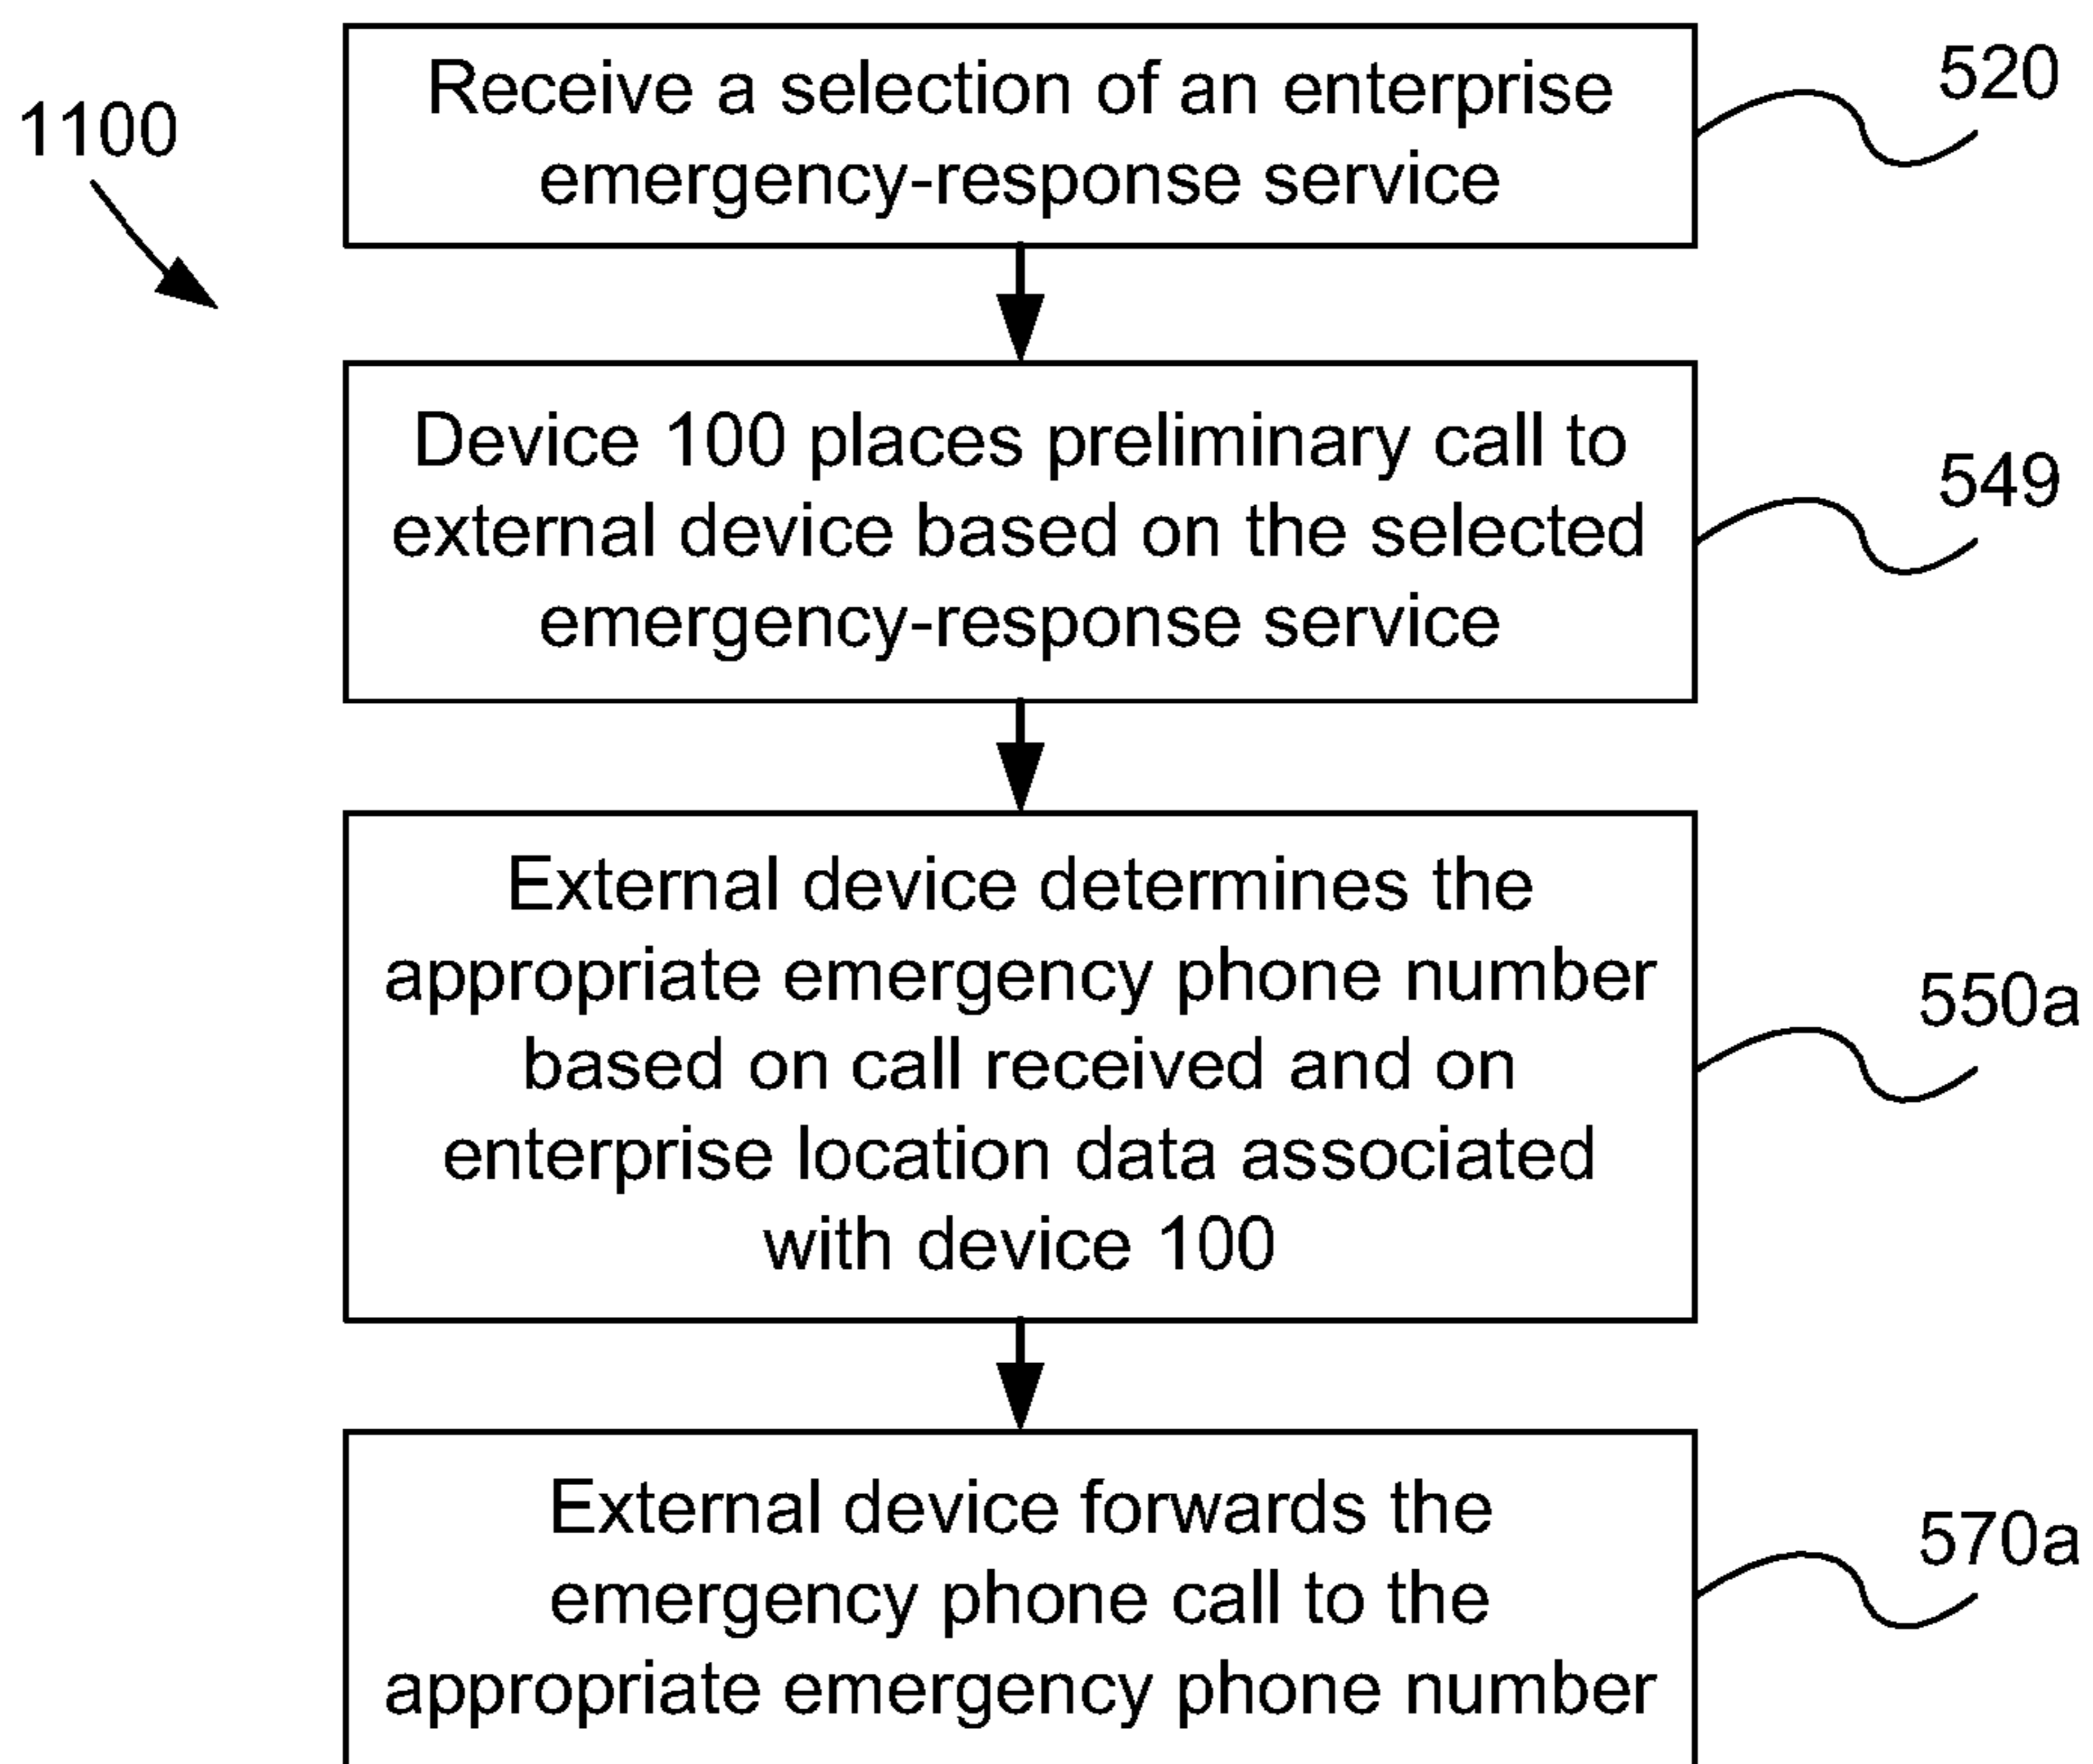 1100
Receive a selection of an enterprise
emergency-response service
520
Device 100 places preliminary call to
external device based on the selected
emergency-response service
549
External device determines the
appropriate emergency phone number
based on call received and on
enterprise location data associated
with device 100
550a
External device forwards the
emergency phone call to the
appropriate emergency phone number
570a